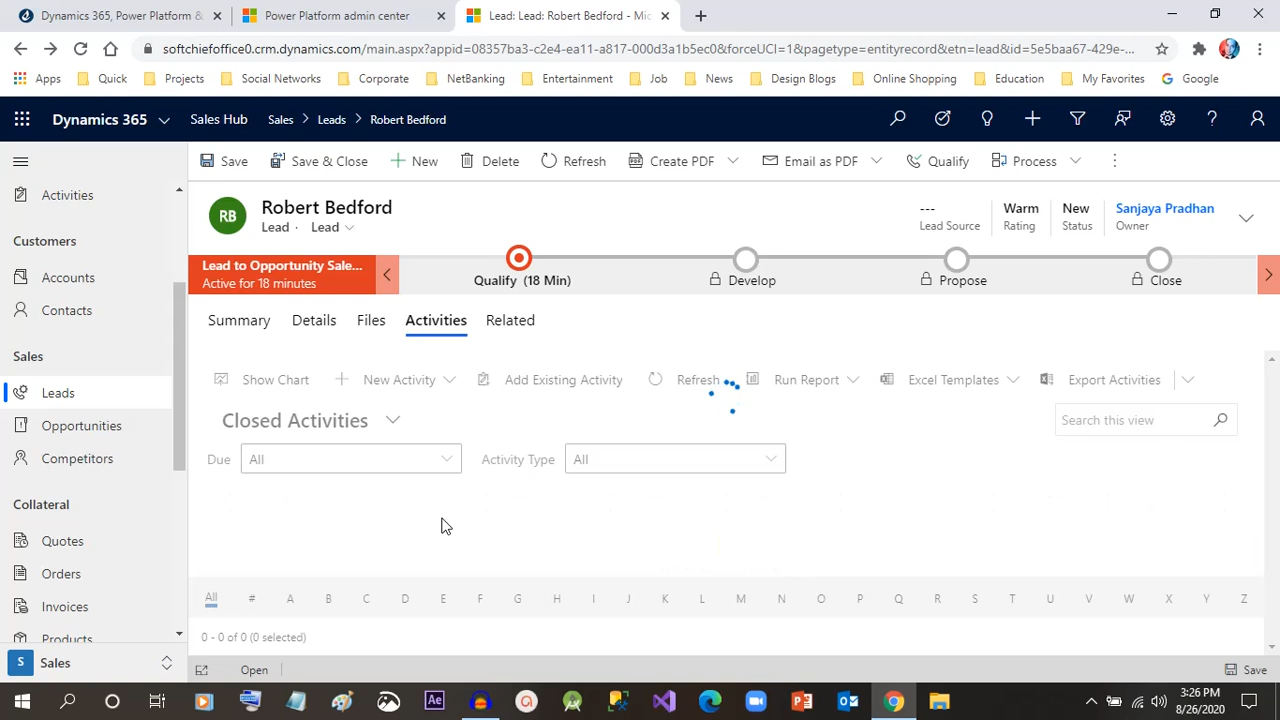 Dynamics 365, Power Platform &
Power Platform admin center
Lead: Lead: Robert Bedford - Mic
softchiefoffice0.crm.dynamics.com/main.aspx?appid=08357ba3-c2e4-ea11-a817-000d3a1b5ec0&forceUCI=1&pagetype=entityrecord&etn=lead&id=5e5baa67-429e-...
Apps Quick Projects Social Networks Corporate NetBanking Entertainment Job News Design Blogs Online Shopping Education My Favorites Google
Dynamics 365 Sales Hub Sales > Leads > Robert Bedford
Save Save & Close New Delete Refresh Create PDF Email as PDF Qualify Process
Activities
Customers
Accounts
Contacts
Sales
Leads
Opportunities
Competitors
Collateral
Quotes
Orders
Invoices
Products
S Sales
RB
Robert Bedford
Lead · Lead
---
Lead Source
Warm
Rating
New
Status
Sanjaya Pradhan
Owner
Lead to Opportunity Sale...
Active for 18 minutes
Qualify (18 Min) Develop Propose Close
Summary Details Files Activities Related
Show Chart New Activity Add Existing Activity Refresh Run Report Excel Templates Export Activities
Closed Activities
Search this view
Due All Activity Type All
All # A B C D E F G H I J K L M N O P Q R S T U V W X Y Z
0 - 0 of 0 (0 selected)
Open Save
Ae
3:26 PM
8/26/2020